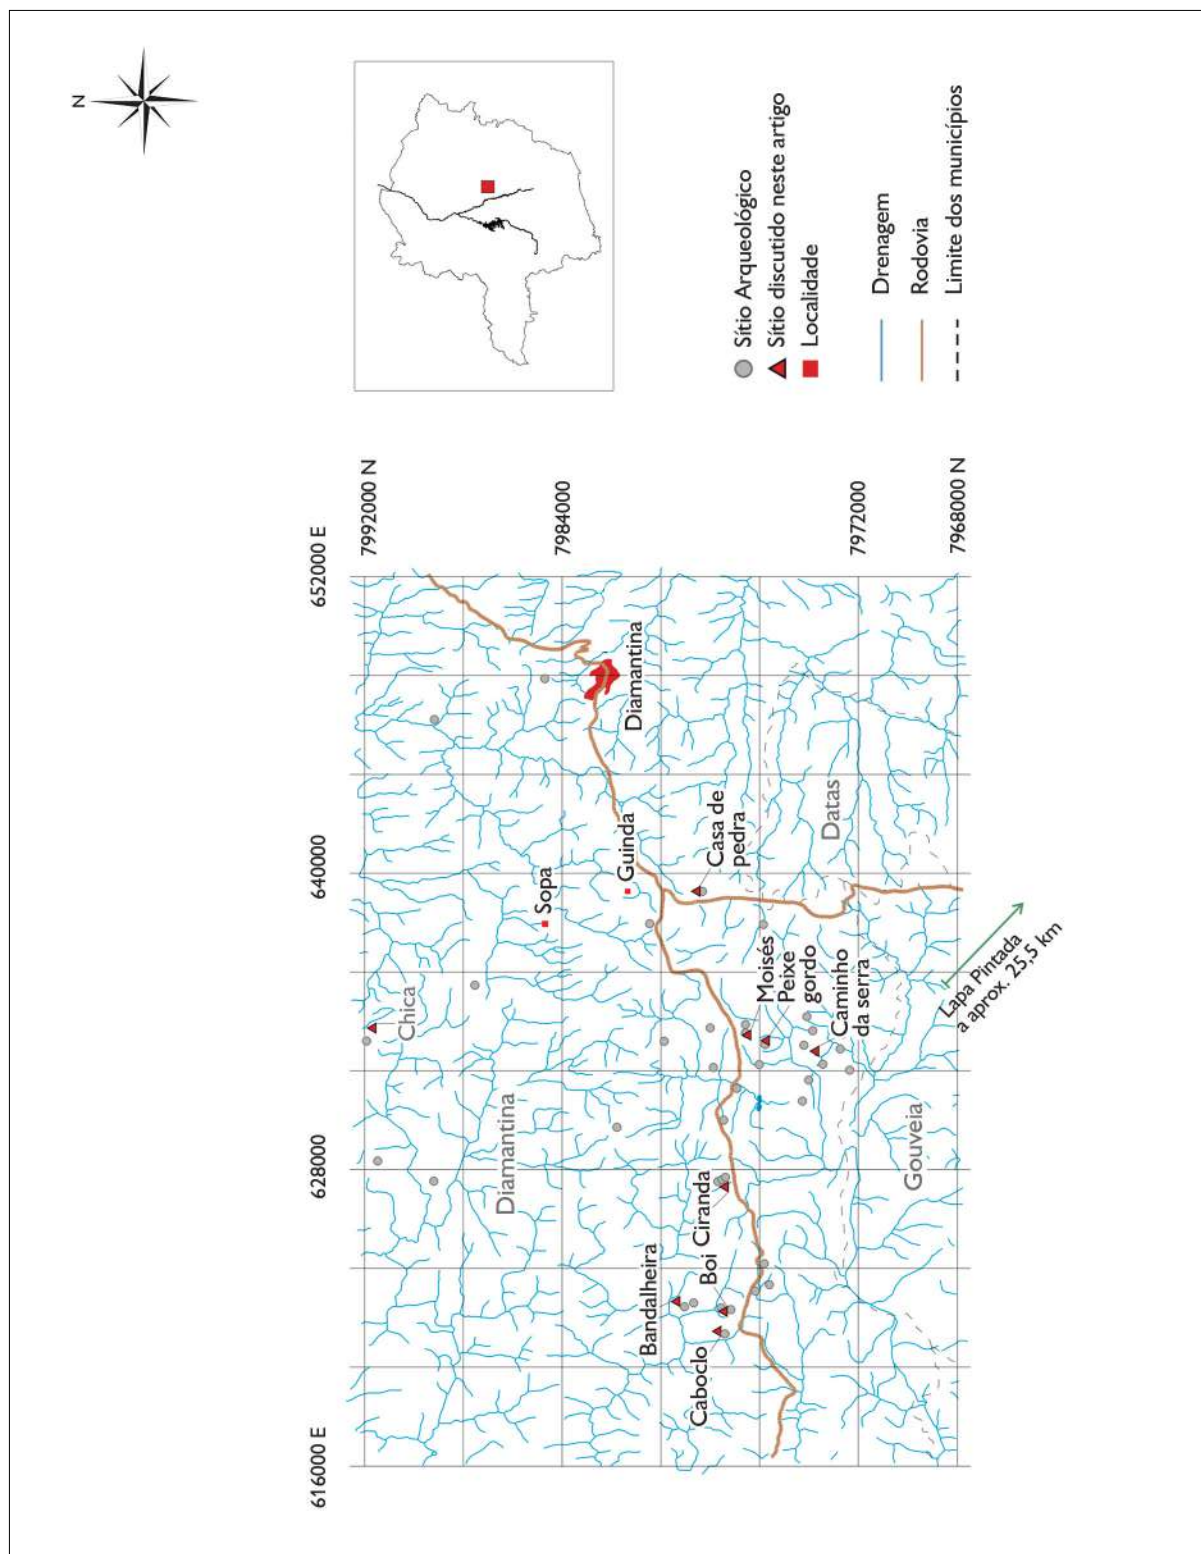 N
616000 E
628000
640000
652000 E
7992000 N
7984000
7972000
7968000 N
Chica
Diamantina
Sopa
Guinda
Diamantina
Bandalheira
Boi
Ciranda
Caboclo
Casa de
pedra
Moisés
Peixe
gordo
Caminho
da serra
Datas
Gouveia
Lapa Pintada
a aprox. 25,5 km
Sítio Arqueológico
Sítio discutido neste artigo
Localidade
Drenagem
Rodovia
Limite dos municípios